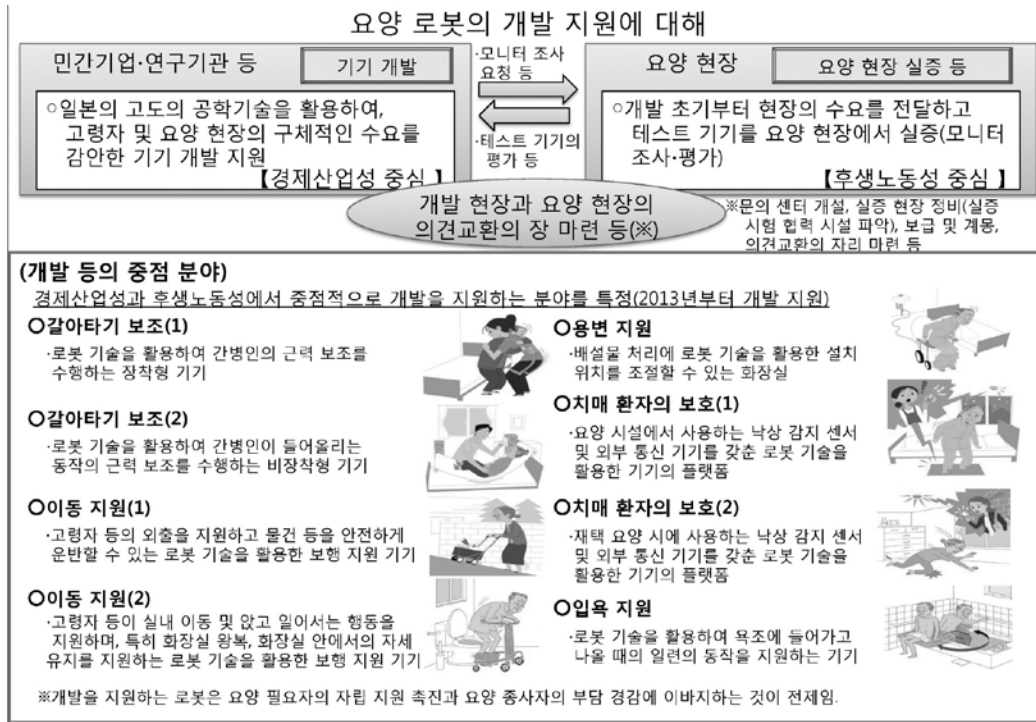 요양 로봇의 개발 지원에 대해
민간기업·연구기관 등
기기 개발
○일본의 고도의 공학기술을 활용하여,
고령자 및 요양 현장의 구체적인 수요를
감안한 기기 개발 지원
【경제산업성 중심 】
·모니터 조사
요청 등
·테스트 기기의
평가 등
요양 현장
요양 현장 실증 등
○개발 초기부터 현장의 수요를 전달하고
테스트 기기를 요양 현장에서 실증(모니터
조사·평가)
【후생노동성 중심 】
개발 현장과 요양 현장의
의견교환의 장 마련 등(※)
※문의 센터 개설, 실증 현장 정비(실증
시험 협력 시설 파악), 보급 및 계몽,
의견교환의 자리 마련 등
(개발 등의 중점 분야)
경제산업성과 후생노동성에서 중점적으로 개발을 지원하는 분야를 특정(2013년부터 개발 지원)
○갈아타기 보조(1)
·로봇 기술을 활용하여 간병인의 근력 보조를
수행하는 장착형 기기
○갈아타기 보조(2)
·로봇 기술을 활용하여 간병인이 들어올리는
동작의 근력 보조를 수행하는 비장착형 기기
○이동 지원(1)
·고령자 등의 외출을 지원하고 물건 등을 안전하게
운반할 수 있는 로봇 기술을 활용한 보행 지원 기기
○이동 지원(2)
·고령자 등이 실내 이동 및 앉고 일어서는 행동을
지원하며, 특히 화장실 왕복, 화장실 안에서의 자세
유지를 지원하는 로봇 기술을 활용한 보행 지원 기기
○용변 지원
·배설물 처리에 로봇 기술을 활용한 설치
위치를 조절할 수 있는 화장실
○치매 환자의 보호(1)
·요양 시설에서 사용하는 낙상 감지 센서
및 외부 통신 기기를 갖춘 로봇 기술을
활용한 기기의 플랫폼
○치매 환자의 보호(2)
·재택 요양 시에 사용하는 낙상 감지 센서
및 외부 통신 기기를 갖춘 로봇 기술을
활용한 기기의 플랫폼
○입욕 지원
·로봇 기술을 활용하여 욕조에 들어가고
나올 때의 일련의 동작을 지원하는 기기
※개발을 지원하는 로봇은 요양 필요자의 자립 지원 촉진과 요양 종사자의 부담 경감에 이바지하는 것이 전제임.